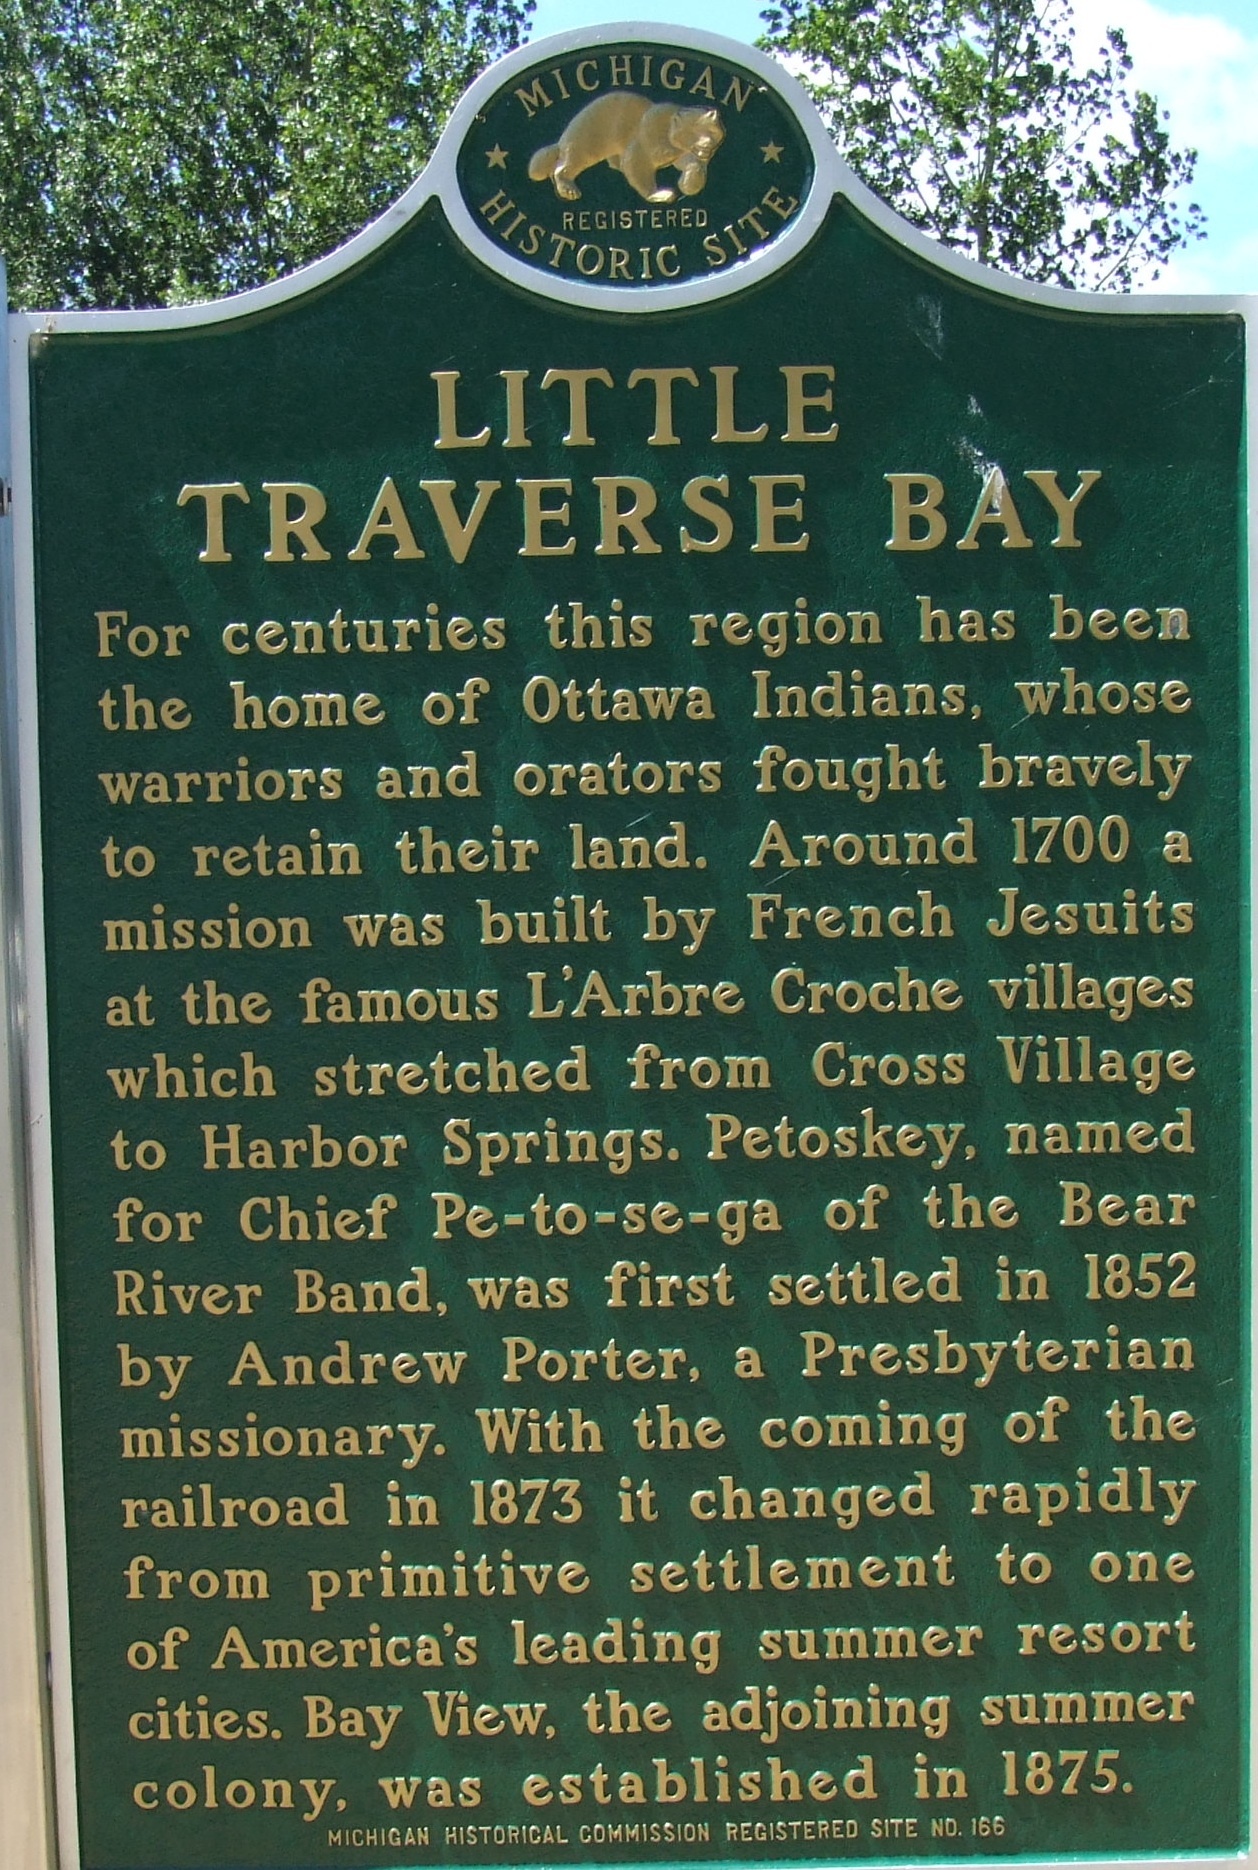 MICHIGAN
REGISTERED
HISTORIC SITE
LITTLE
TRAVERSE BAY
For centuries this region has been
the home of Ottawa Indians, whose
warriors and orators fought bravely
to retain their land. Around 1700 a
mission was built by French Jesuits
at the famous L'Arbre Croche villages
which stretched from Cross Village
to Harbor Springs. Petoskey, named
for Chief Pe-to-se-ga of the Bear
River Band, was first settled in 1852
by Andrew Porter, a Presbyterian
missionary. With the coming of the
railroad in 1873 it changed rapidly
from primitive settlement to one
of America's leading summer resort
cities. Bay View, the adjoining summer
colony, was established in 1875.
MICHIGAN HISTORICAL COMMISSION REGISTERED SITE NO. 166